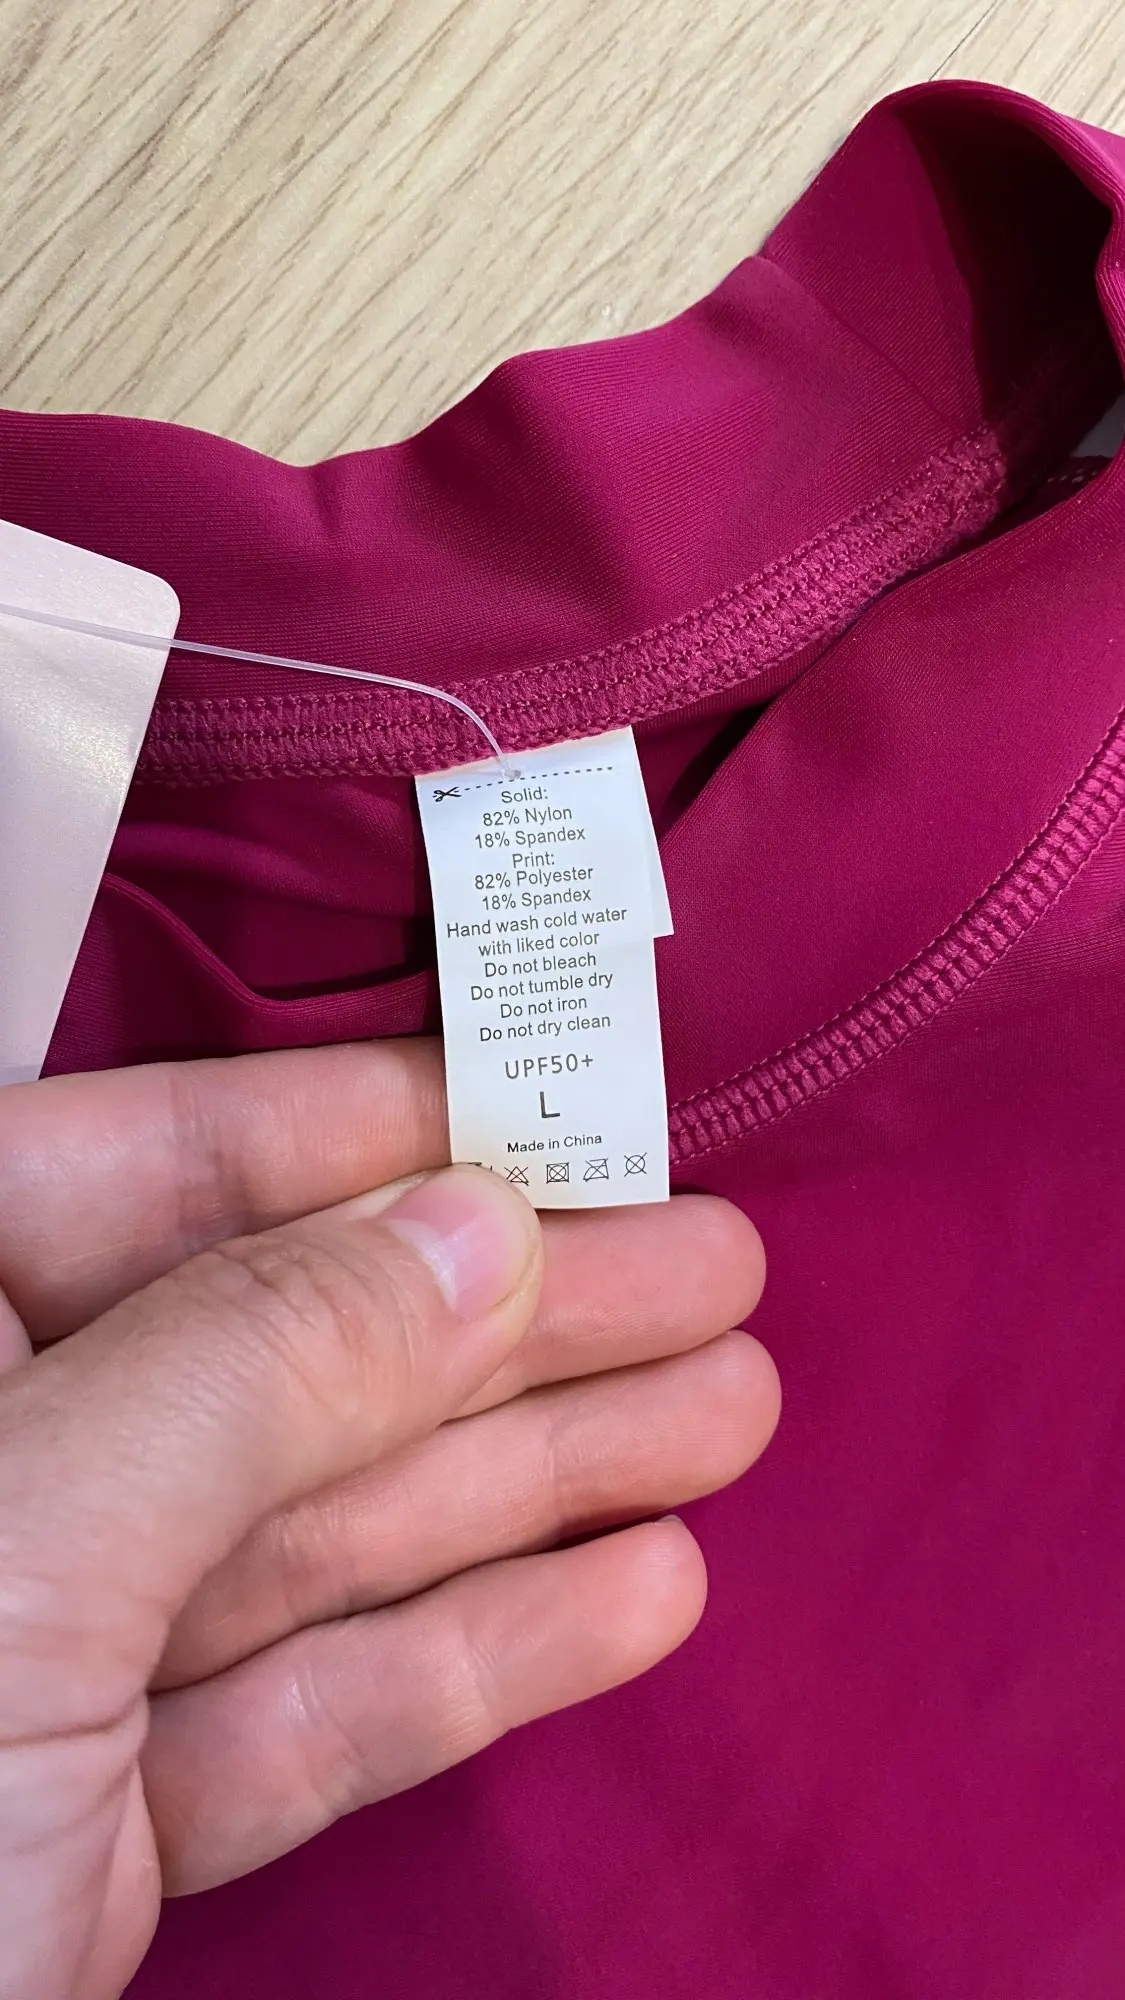 Solid:
82% Nylon
18% Spandex
Print:
82% Polyester
18% Spandex
Hand wash cold water
with liked color
Do not bleach
Do not tumble dry
Do not iron
Do not dry clean
UPF50+
L
Made in China